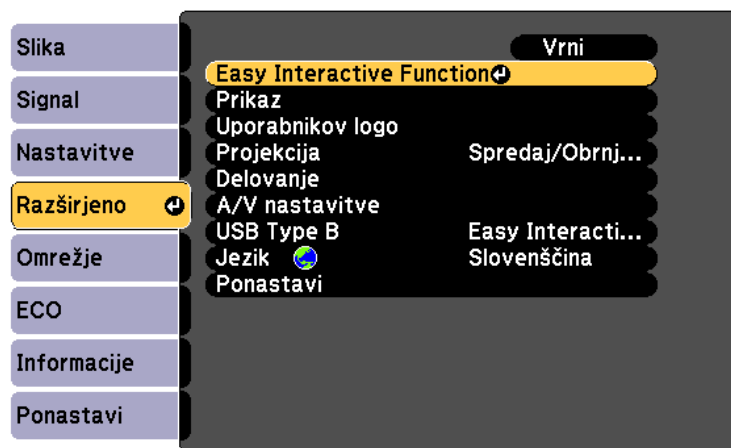 Slika
Signal
Nastavitve
Razširjeno
Omrežje
ECO
Informacije
Ponastavi
Vrni
Easy Interactive Function
Prikaz
Uporabnikov logo
Projekcija Spredaj/Obrnj...
Delovanje
A/V nastavitve
USB Type B Easy Interacti...
Jezik Slovenščina
Ponastavi